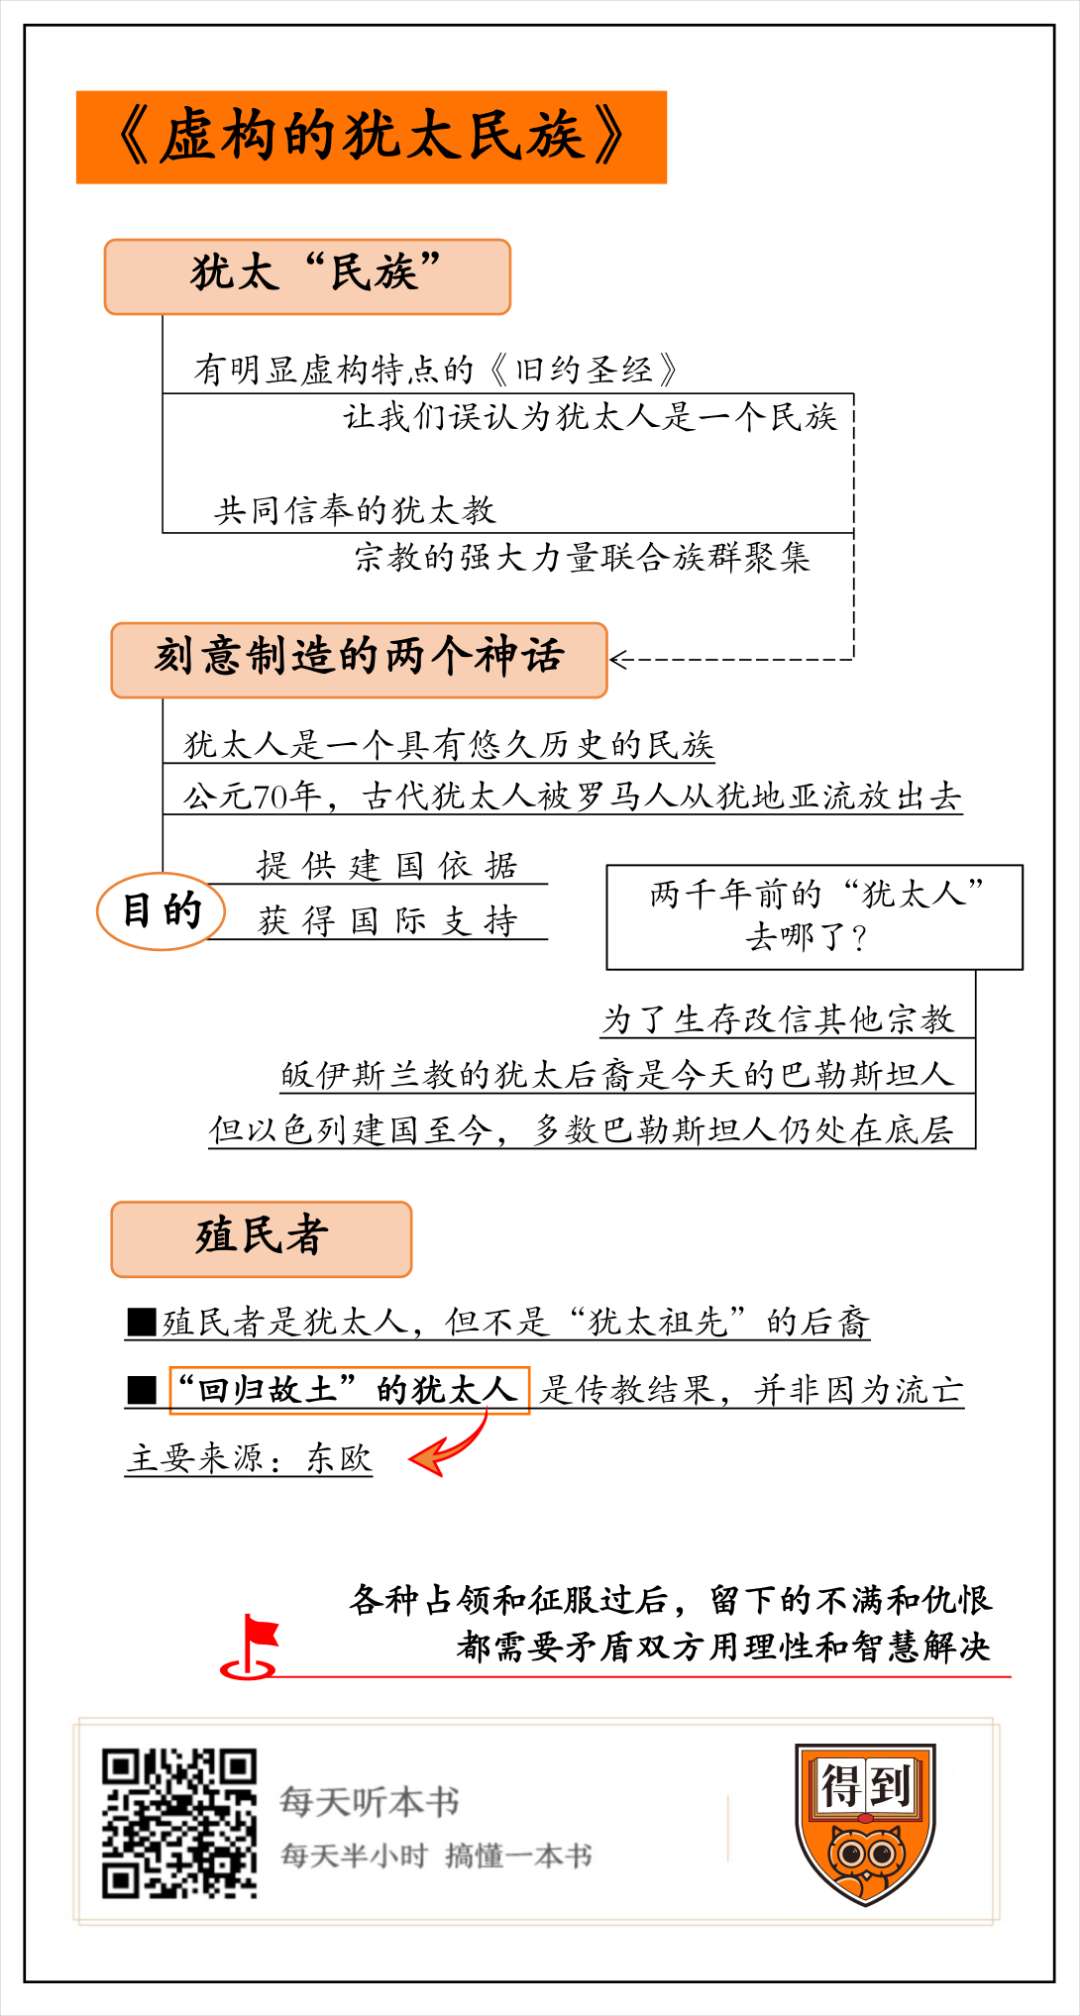 《虚构的犹太民族》
犹太“民族”
有明显虚构特点的《旧约圣经》
让我们误认为犹太人是一个民族
共同信奉的犹太教
宗教的强大力量联合族群聚集
刻意制造的两个神话
犹太人是一个具有悠久历史的民族
公元70年，古代犹太人被罗马人从犹地亚流放出去
目的
提供建国依据
获得国际支持
两千年前的“犹太人”
去哪了？
为了生存改信其他宗教
皈伊斯兰教的犹太后裔是今天的巴勒斯坦人
但以色列建国至今，多数巴勒斯坦人仍处在底层
殖民者
■殖民者是犹太人，但不是“犹太祖先”的后裔
■“回归故土”的犹太人 是传教结果，并非因为流亡
主要来源：东欧
各种占领和征服过后，留下的不满和仇恨
都需要矛盾双方用理性和智慧解决
每天听本书
每天半小时 搞懂一本书
得到